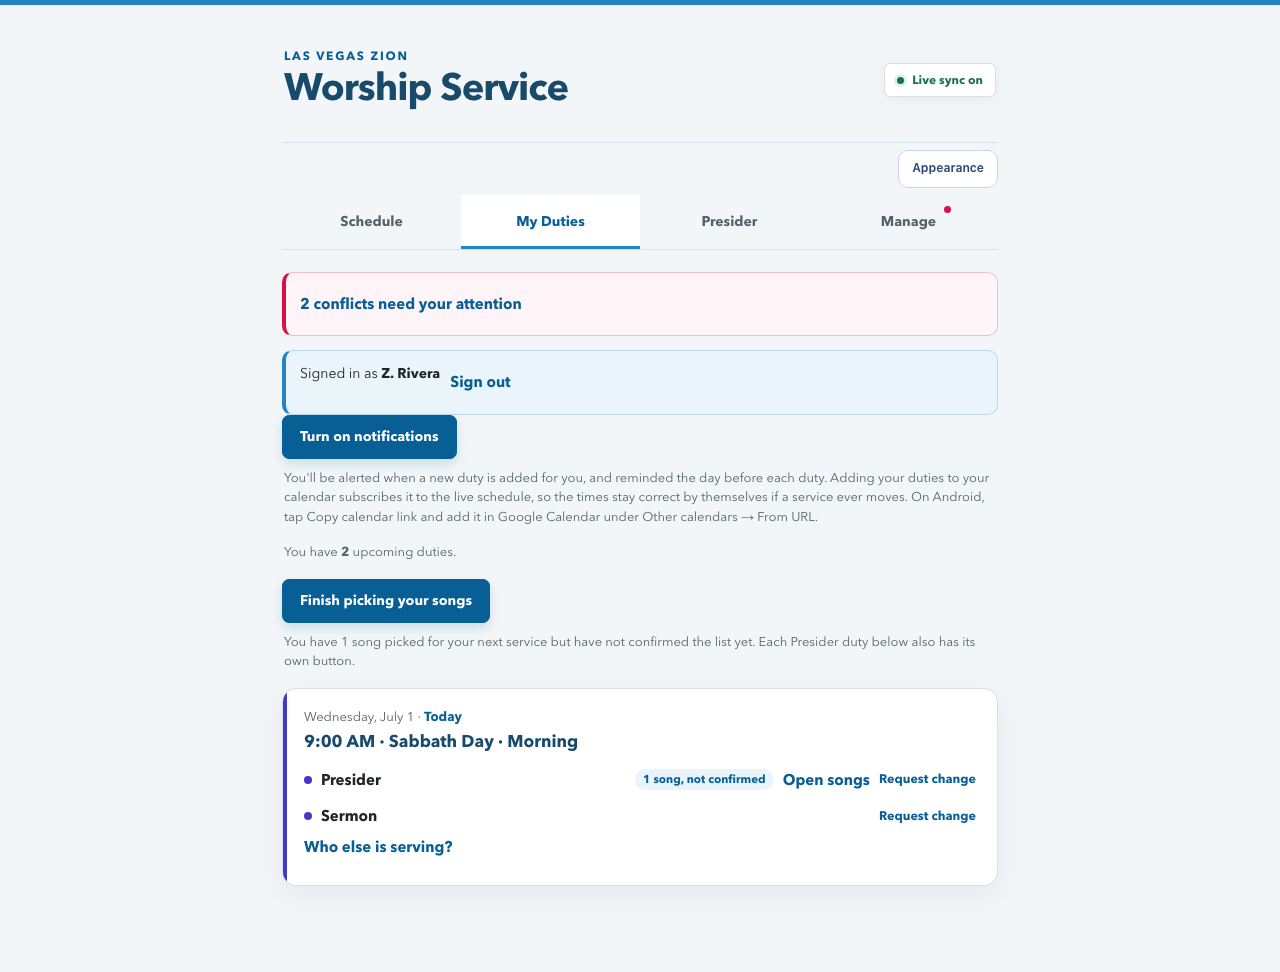 LAS VEGAS ZION
Worship Service
Live sync on
Appearance
Schedule
My Duties
Presider
Manage
2 conflicts need your attention
Signed in as Z. Rivera
Sign out
Turn on notifications
You'll be alerted when a new duty is added for you, and reminded the day before each duty. Adding your duties to your
calendar subscribes it to the live schedule, so the times stay correct by themselves if a service ever moves. On Android,
tap Copy calendar link and add it in Google Calendar under Other calendars → From URL.
You have 2 upcoming duties.
Finish picking your songs
You have 1 song picked for your next service but have not confirmed the list yet. Each Presider duty below also has its
own button.
Wednesday, July 1 · Today
9:00 AM · Sabbath Day · Morning
Presider
1 song, not confirmed
Open songs
Request change
Sermon
Request change
Who else is serving?